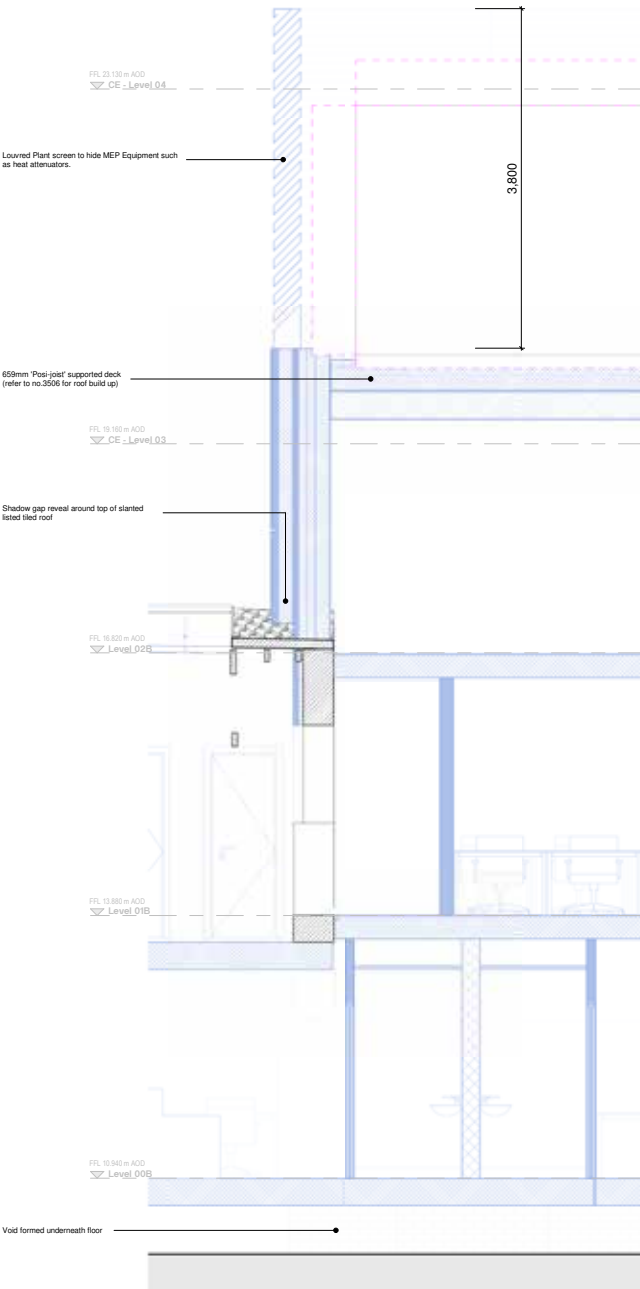 FFL 23.130 m AOD
CE - Level 04
Louvred Plant screen to hide MEP Equipment such
as heat attenuators.
3,800
659mm 'Posi-joist' supported deck
(refer to no.3506 for roof build up)
FFL 19.160 m AOD
CE - Level 03
Shadow gap reveal around top of slanted
listed tiled roof
FFL 16.820 m AOD
Level 02B
FFL 13.880 m AOD
Level 01B
FFL 10.940 m AOD
Level 00B
Void formed underneath floor